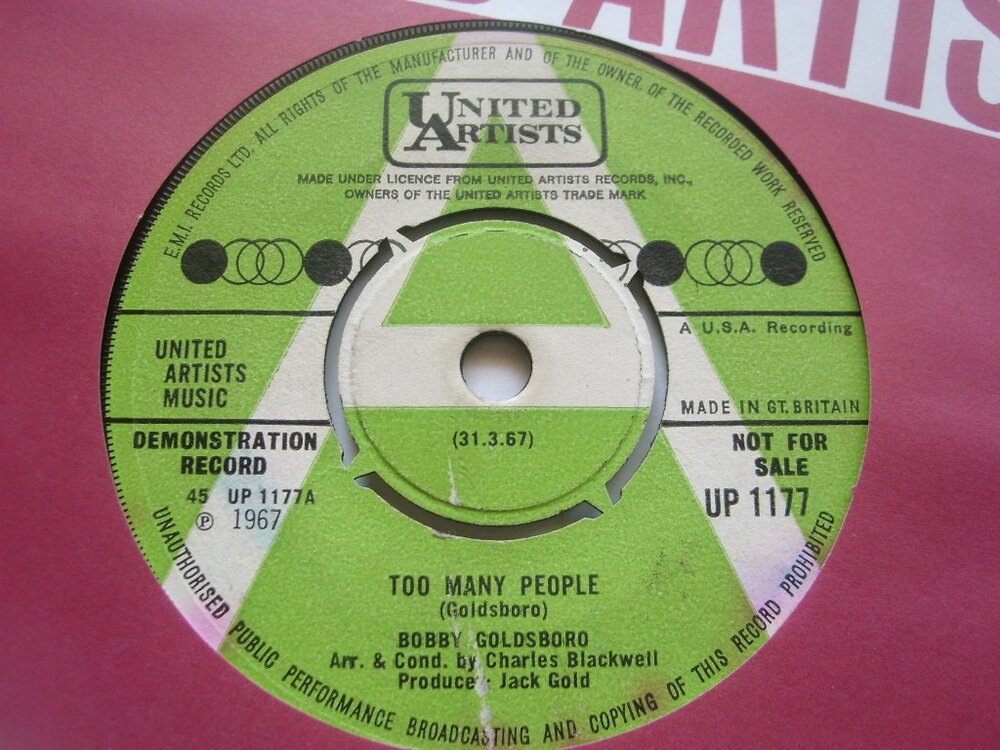 ARTIS
E.M.I. RECORDS LTD. ALL RIGHTS OF THE MANUFACTURER AND OF THE OWNER OF THE RECORDED WORK RESERVED
UNITED
ARTISTS
MADE UNDER LICENCE FROM UNITED ARTISTS RECORDS, INC.,
OWNERS OF THE UNITED ARTISTS TRADE MARK
A U.S.A. Recording
UNITED
ARTISTS
MUSIC
MADE IN GT. BRITAIN
DEMONSTRATION
RECORD
(31.3.67)
NOT FOR
SALE
45 UP 1177A
℗ 1967
UP 1177
TOO MANY PEOPLE
(Goldsboro)
BOBBY GOLDSBORO
Arr. & Cond. by Charles Blackwell
Producer: Jack Gold
UNAUTHORISED PUBLIC PERFORMANCE BROADCASTING AND COPYING OF THIS RECORD PROHIBITED